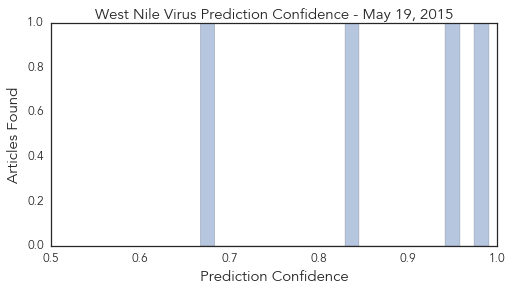 West Nile Virus Prediction Confidence - May 19, 2015
1.0
0.8
0.6
0.4
0.2
0.0
Articles Found
0.5 0.6 0.7 0.8 0.9 1.0
Prediction Confidence